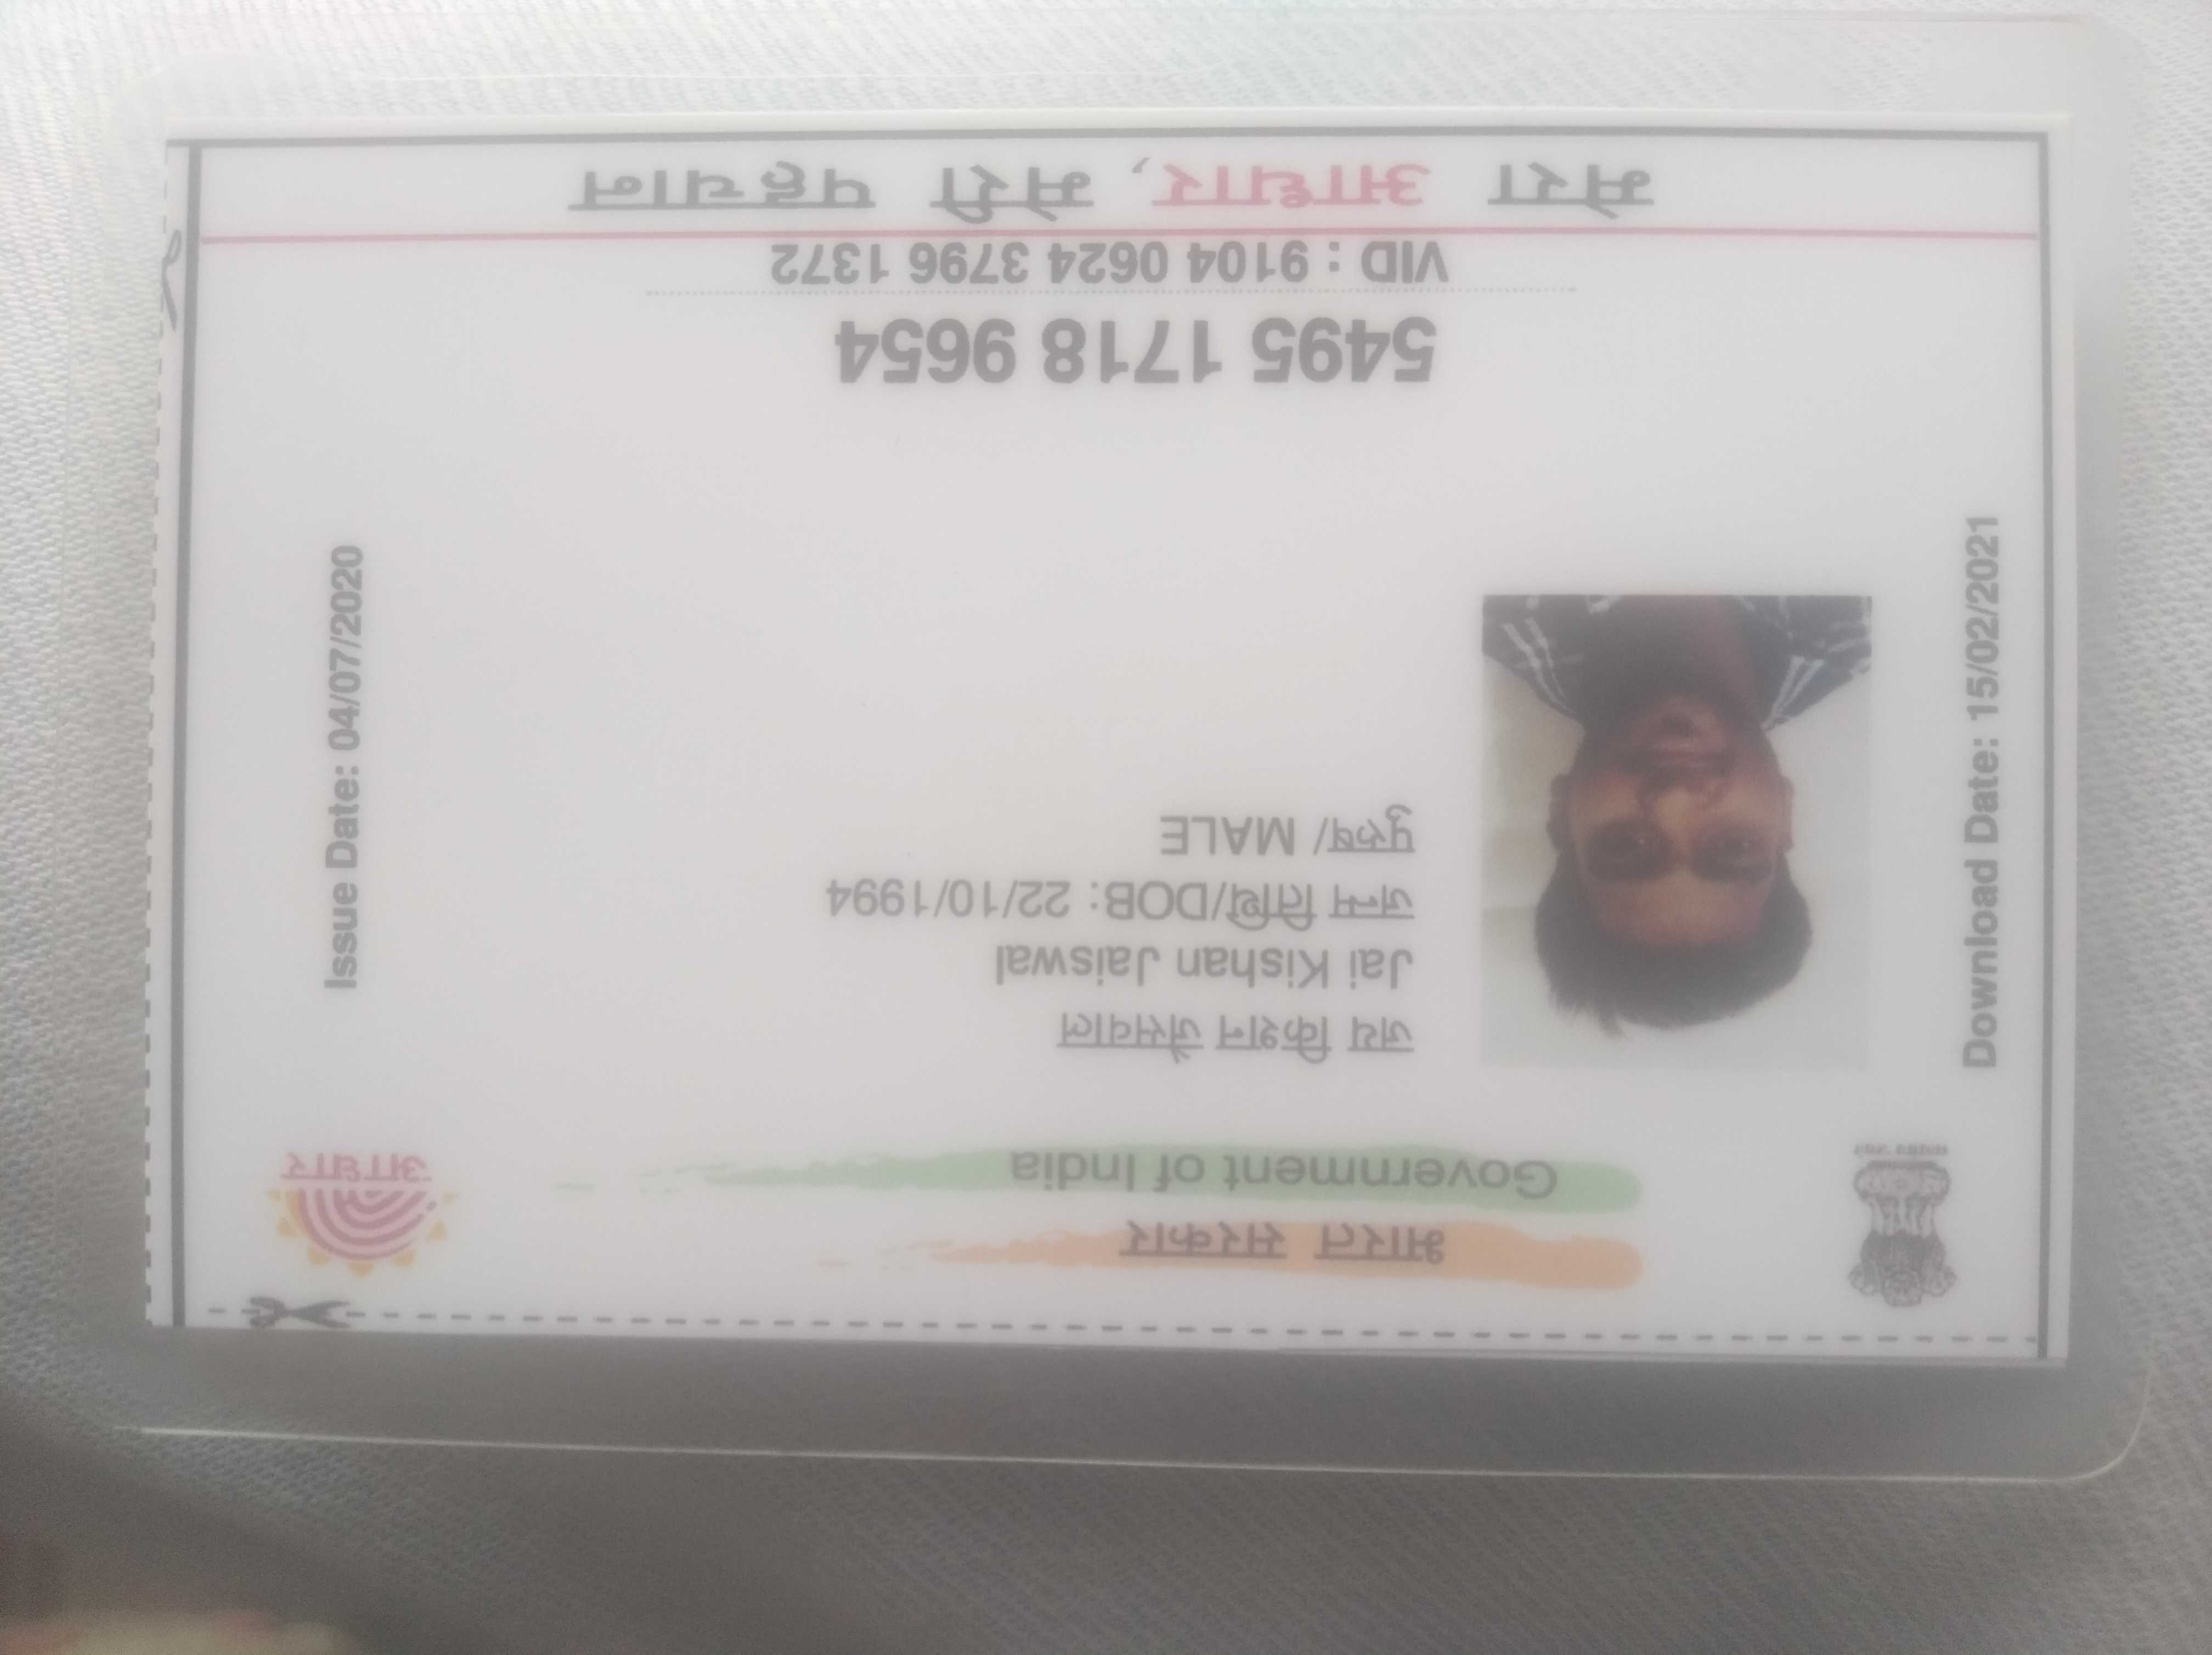 भारत सरकार
Government of India
सत्यमेव जयते
आधार
Download Date: 15/02/2021
जय किशन जैसवाल
Jai Kishan Jaiswal
जन्म तिथि/DOB: 22/10/1994
पुरुष/ MALE
Issue Date: 04/07/2020
5495 1718 9654
VID : 9104 0624 3796 1372
मेरा आधार, मेरी पहचान